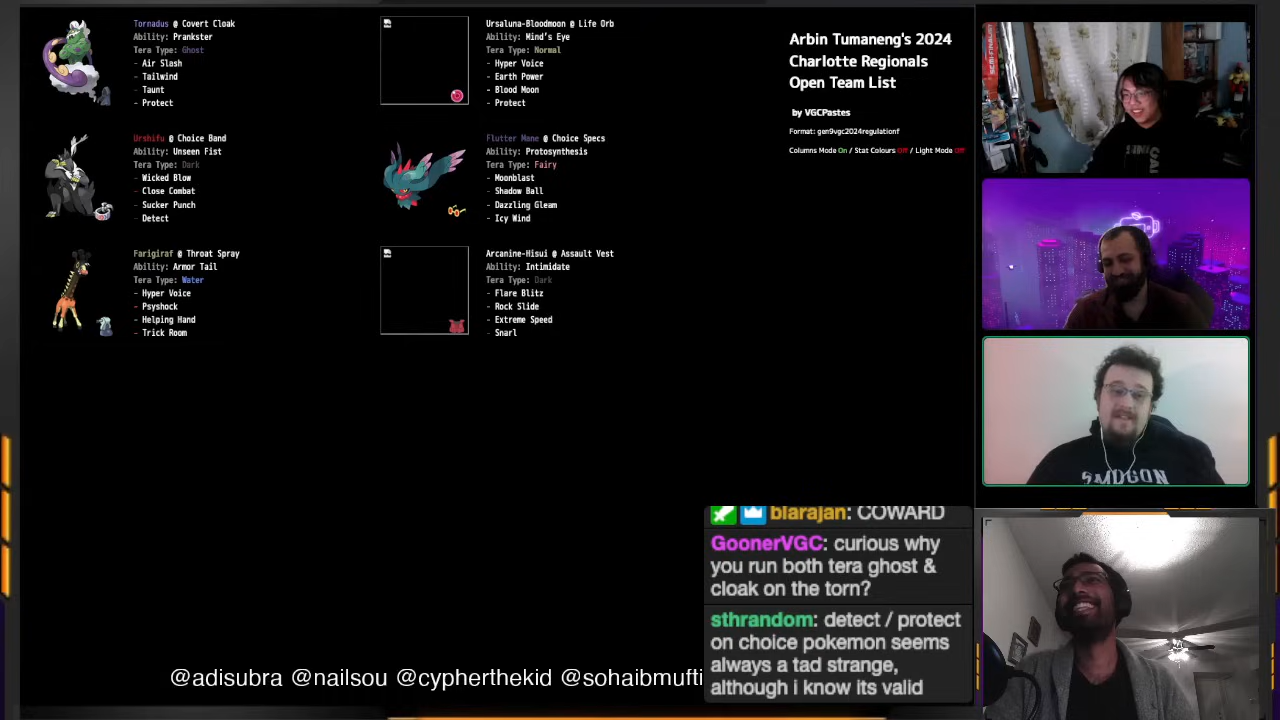 Tornadus @ Covert Cloak
Ability: Prankster
Tera Type: Ghost
- Air Slash
- Tailwind
- Taunt
- Protect
Ursaluna-Bloodmoon @ Life Orb
Ability: Mind's Eye
Tera Type: Normal
- Hyper Voice
- Earth Power
- Blood Moon
- Protect
Urshifu @ Choice Band
Ability: Unseen Fist
Tera Type: Dark
- Wicked Blow
- Close Combat
- Sucker Punch
- Detect
Flutter Mane @ Choice Specs
Ability: Protosynthesis
Tera Type: Fairy
- Moonblast
- Shadow Ball
- Dazzling Gleam
- Icy Wind
Farigiraf @ Throat Spray
Ability: Armor Tail
Tera Type: Water
- Hyper Voice
- Psyshock
- Helping Hand
- Trick Room
Arcanine-Hisui @ Assault Vest
Ability: Intimidate
Tera Type: Dark
- Flare Blitz
- Rock Slide
- Extreme Speed
- Snarl
Arbin Tumaneng's 2024
Charlotte Regionals
Open Team List
by VGCPastes
Format: gen9vgc2024regulationf
Columns Mode On / Stat Colours Off / Light Mode Off
SMOGON
blarajan: COWARD
GoonerVGC: curious why
you run both tera ghost &
cloak on the torn?
sthrandom: detect / protect
on choice pokemon seems
always a tad strange,
although i know its valid
@adisubra @nailsou @cypherthekid @sohaibmufti